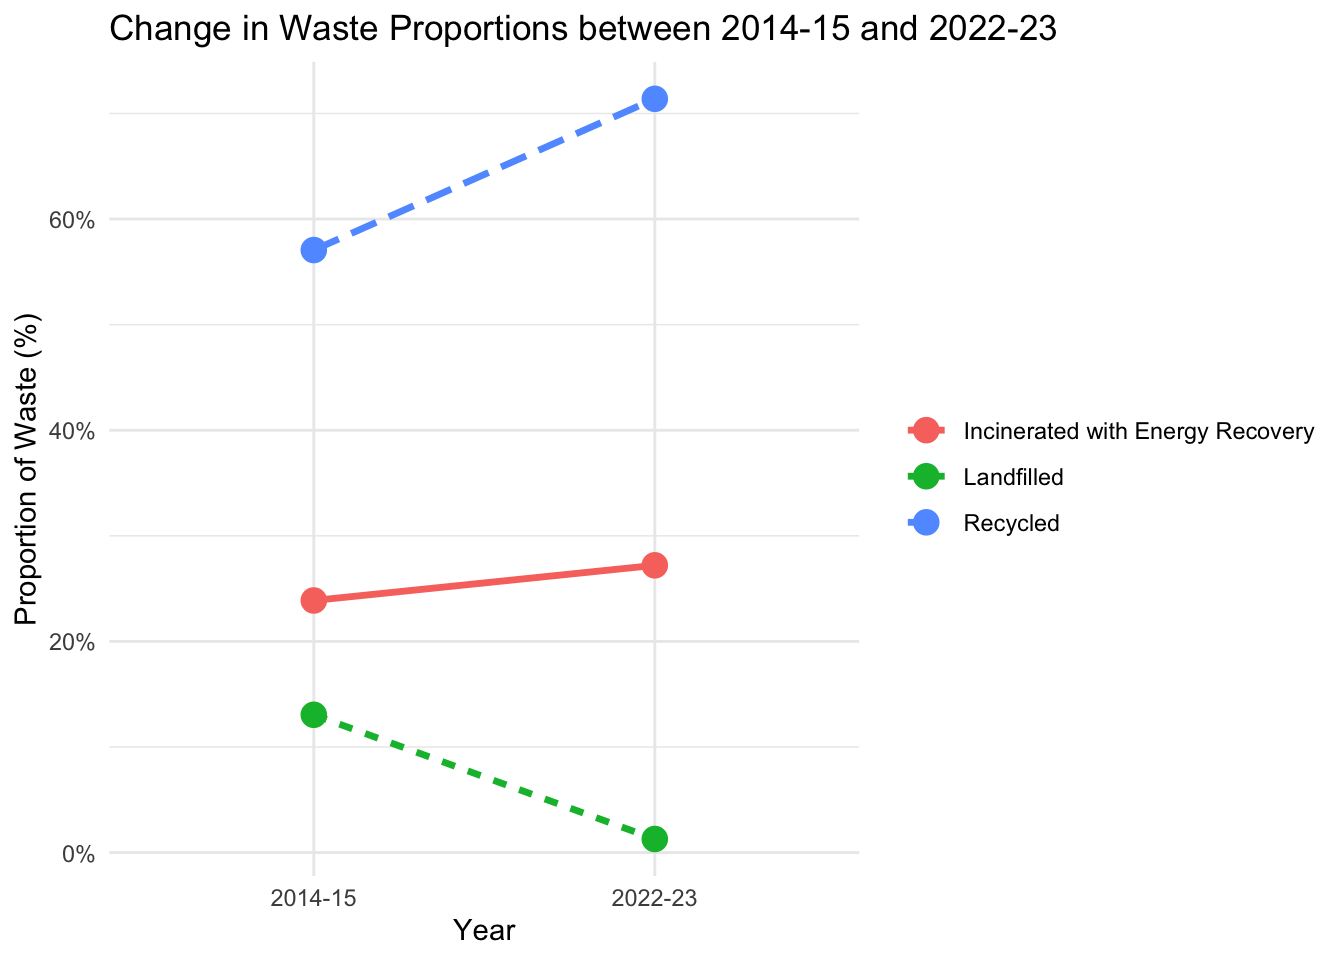 Change in Waste Proportions between 2014-15 and 2022-23
Proportion of Waste (%)
60%
40%
20%
0%
2014-15
2022-23
Year
Incinerated with Energy Recovery
Landfilled
Recycled